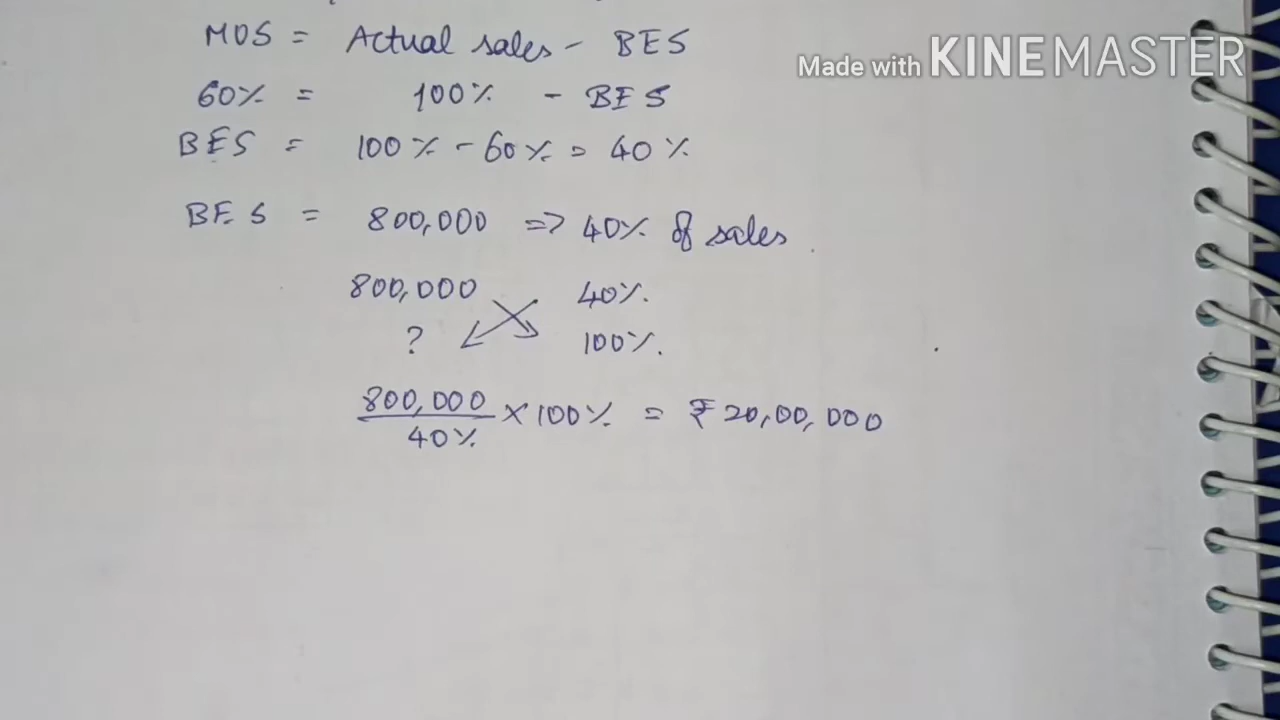 MOS = Actual sales - BES
Made with KINEMASTER
60% = 100% - BES
BES = 100% - 60% = 40%
BES = 800,000 => 40% of sales
800,000 40%.
? 100%.
800,000 / 40% × 100% = ₹ 20,00,000